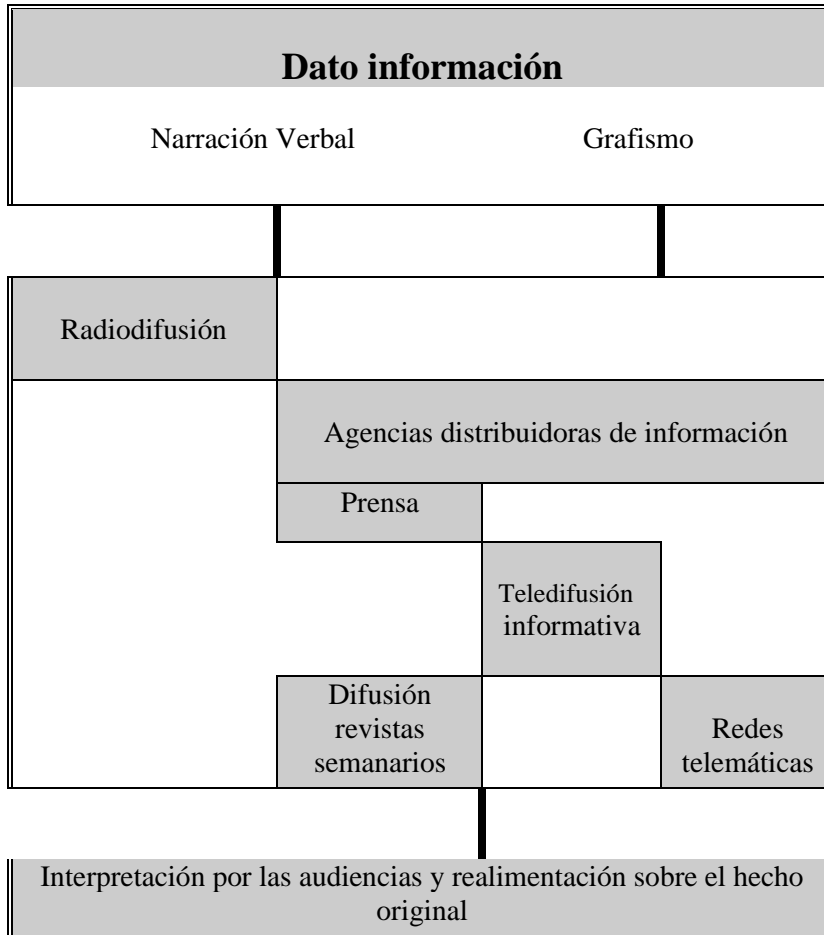 Dato información
Narración Verbal
Grafismo
Radiodifusión
Agencias distribuidoras de información
Prensa
Teledifusión
informativa
Difusión
revistas
semanarios
Redes
telemáticas
Interpretación por las audiencias y realimentación sobre el hecho
original